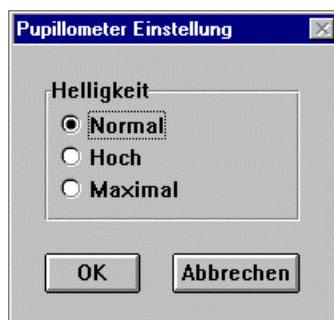 Pupillometer Einstellung
Helligkeit
Normal
Hoch
Maximal
OK Abbrechen